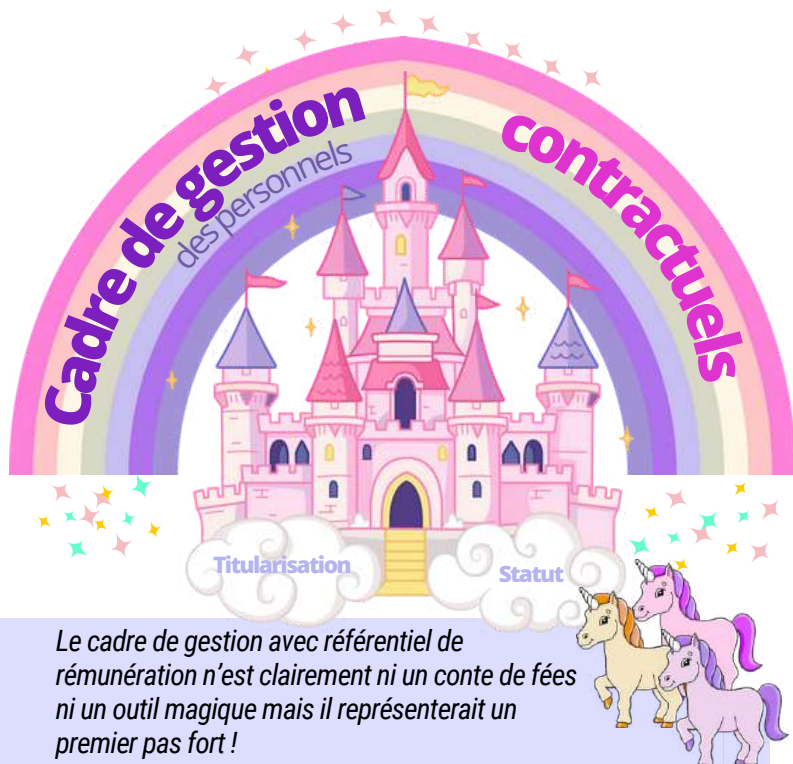 Cadre de gestion
des personnels
contractuels
Titularisation
Statut
Le cadre de gestion avec référentiel de
rémunération n’est clairement ni un conte de fées
ni un outil magique mais il représenterait un
premier pas fort !